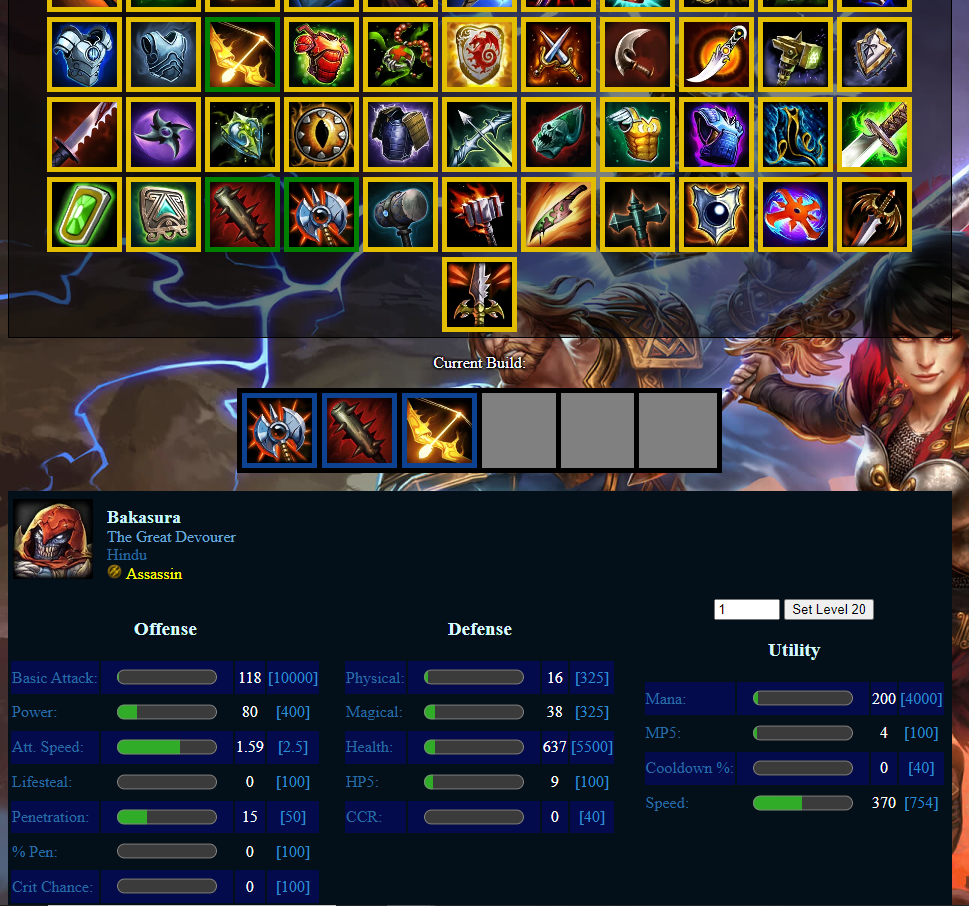 Current Build:
Bakasura
The Great Devourer
Hindu
Assassin
1 Set Level 20
Offense
Basic Attack: 118 [10000]
Power: 80 [400]
Att. Speed: 1.59 [2.5]
Lifesteal: 0 [100]
Penetration: 15 [50]
% Pen: 0 [100]
Crit Chance: 0 [100]
Defense
Physical: 16 [325]
Magical: 38 [325]
Health: 637 [5500]
HP5: 9 [100]
CCR: 0 [40]
Utility
Mana: 200 [4000]
MP5: 4 [100]
Cooldown %: 0 [40]
Speed: 370 [754]